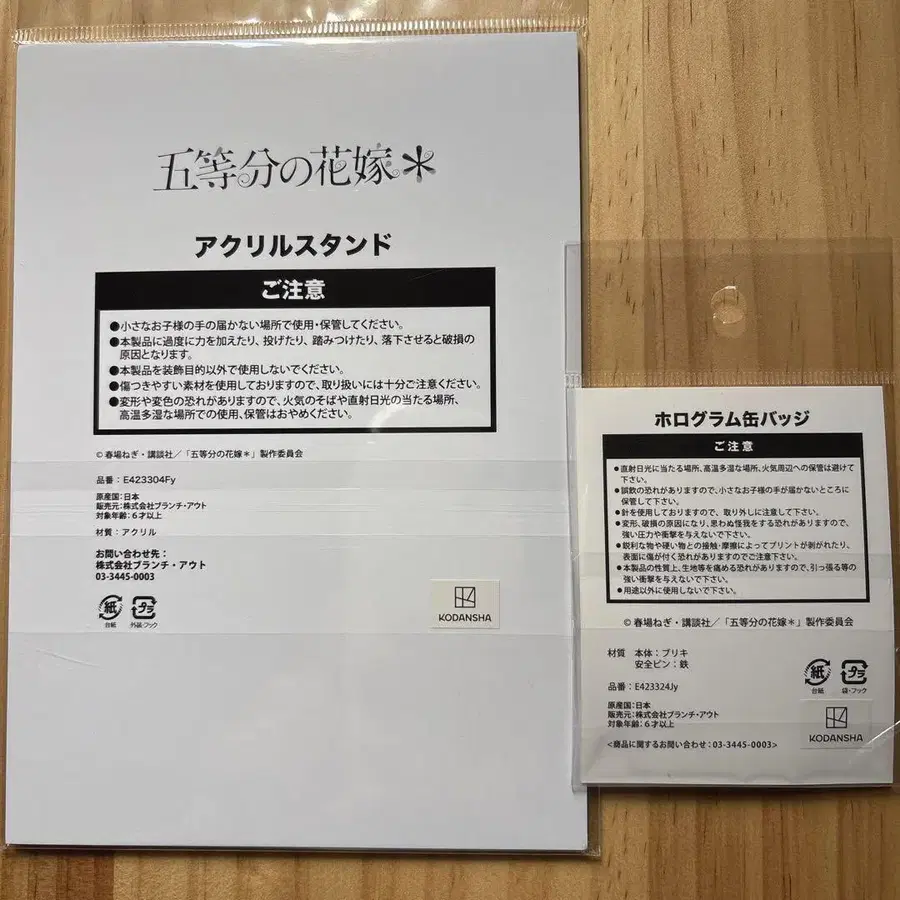 五等分の花嫁＊
アクリルスタンド
ご注意
●小さなお子様の手の届かない場所で使用・保管してください。
●本製品に過度に力を加えたり、投げたり、踏みつけたり、落下させると破損の
原因となります。
●本製品を装飾目的以外で使用しないでください。
●傷つきやすい素材を使用しておりますので、取り扱いには十分ご注意ください。
●変形や変色の恐れがありますので、火気のそばや直射日光の当たる場所、
高温多湿な場所での使用、保管はおやめください。
© 春場ねぎ・講談社／「五等分の花嫁＊」製作委員会
品番：E423304Fy
原産国：日本
販売元：株式会社ブランチ・アウト
対象年齢：６才以上
材質：アクリル
お問い合わせ先：
株式会社ブランチ・アウト
03-3445-0003
紙 プラ
台紙 外袋・フック
KODANSHA
ホログラム缶バッジ
ご注意
●直射日光に当たる場所、高温多湿な場所、火気周辺への保管は避けて
下さい。
●誤飲の恐れがありますので、小さなお子様の手が届かないところに
保管して下さい。
●針を使用しておりますので、取り外しに注意して下さい。
●変形、破損の原因になり、思わぬ怪我をする恐れがありますので、
強い圧力や衝撃を与えないで下さい。
●鋭利な物や硬い物との接触・摩擦によってプリントが剥がれたり、
表面に傷が付く恐れがありますのでご注意下さい。
●本製品の性質上、生地等を痛める恐れがありますので、引っ張る等の
強い衝撃を与えないで下さい。
●用途以外に使用しないで下さい。
© 春場ねぎ・講談社／「五等分の花嫁＊」製作委員会
材質 本体：ブリキ
安全ピン：鉄
品番：E423324Jy
紙 プラ
台紙 袋・フック
原産国：日本
販売元：株式会社ブランチ・アウト
対象年齢：６才以上
KODANSHA
<商品に関するお問い合わせ：03-3445-0003>